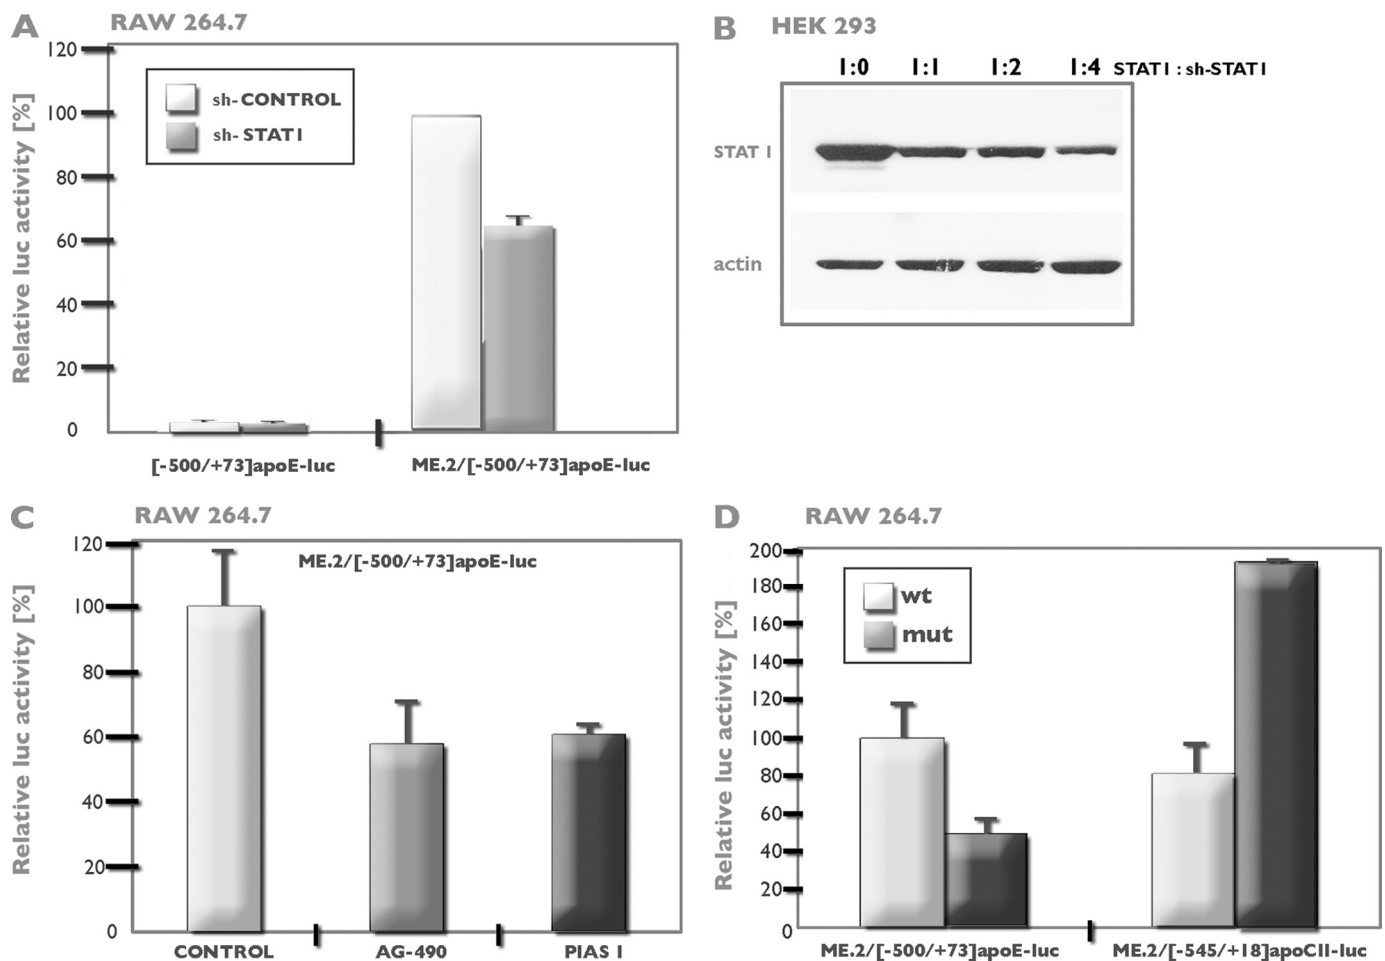 A RAW 264.7
Relative luc activity [%]
120
100
80
60
40
20
0
sh-CONTROL
sh-STAT1
[-500/+73]apoE-luc
ME.2/[-500/+73]apoE-luc
B HEK 293
1:0 1:1 1:2 1:4 STAT1 : sh-STAT1
STAT 1
actin
C RAW 264.7
ME.2/[-500/+73]apoE-luc
Relative luc activity [%]
120
100
80
60
40
20
0
CONTROL
AG-490
PIAS 1
D RAW 264.7
Relative luc activity [%]
200
180
160
140
120
100
80
60
40
20
0
wt
mut
ME.2/[-500/+73]apoE-luc
ME.2/[-545/+18]apoCII-luc